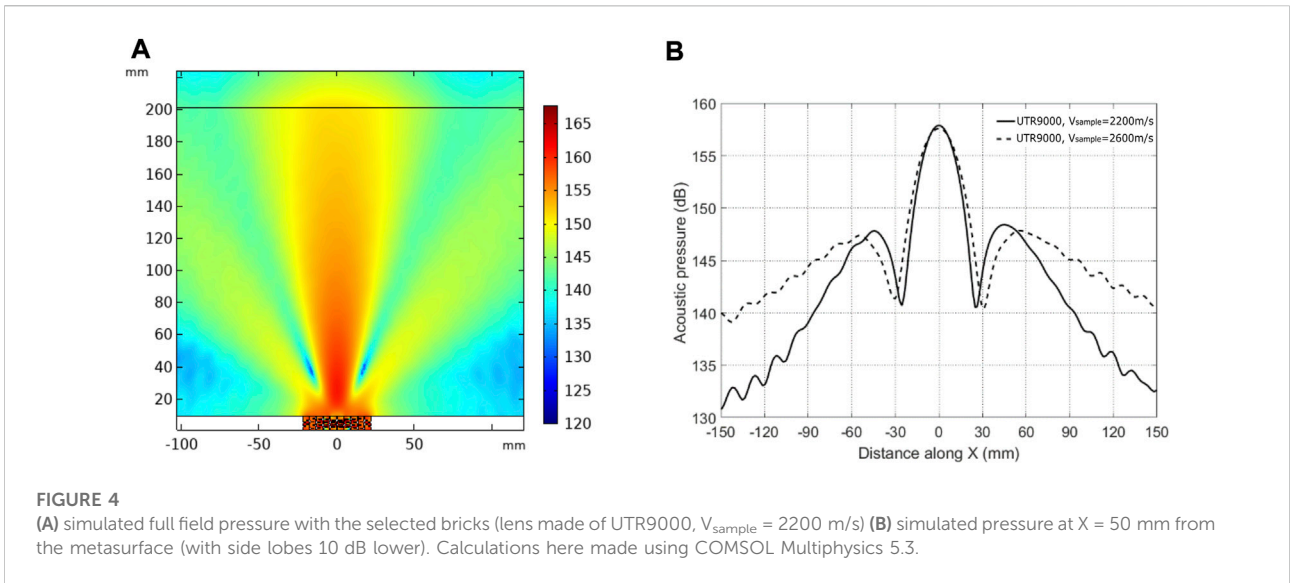 A
mm
200
180
160
140
120
100
80
60
40
20
-100
-50
0
50
mm
165
160
155
150
145
140
135
130
125
120
B
UTR9000, Vsample=2200m/s
UTR9000, Vsample=2600m/s
Acoustic pressure (dB)
160
155
150
145
140
135
130
-150 -120 -90 -60 -30 0 30 60 90 120 150
Distance along X (mm)
FIGURE 4
(A) simulated full field pressure with the selected bricks (lens made of UTR9000, Vsample = 2200 m/s) (B) simulated pressure at X = 50 mm from
the metasurface (with side lobes 10 dB lower). Calculations here made using COMSOL Multiphysics 5.3.